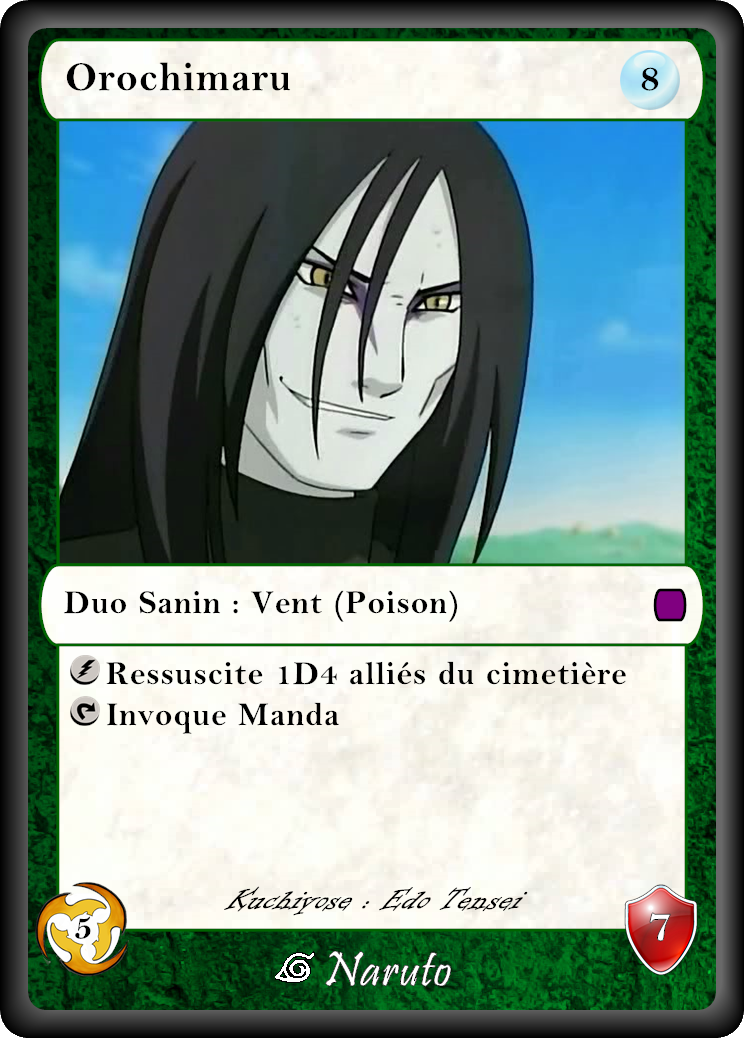 Orochimaru
8
Duo Sanin : Vent (Poison)
Ressuscite 1D4 alliés du cimetière
Invoque Manda
Kuchiyose : Edo Tensei
5
7
Naruto